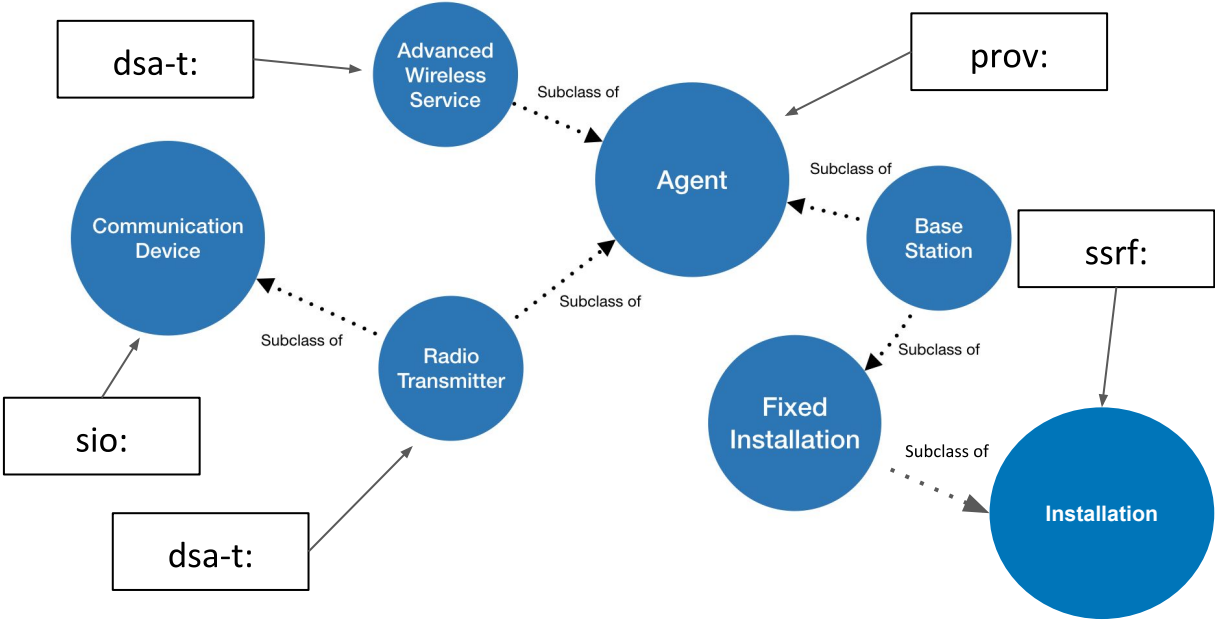 dsa-t:
Advanced
Wireless
Service
prov:
Subclass of
Agent
Subclass of
Communication
Device
Base
Station
ssrf:
Subclass of
Subclass of
Radio
Transmitter
Subclass of
Fixed
Installation
sio:
Subclass of
Installation
dsa-t: